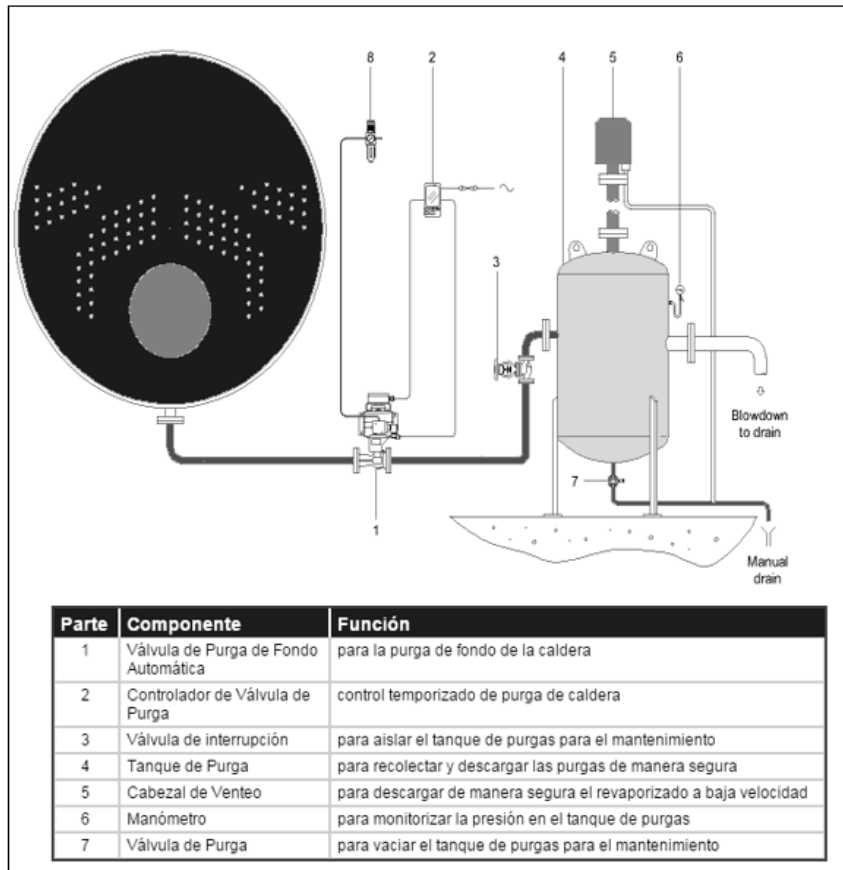 8
2
4
5
6
3
Blowdown
to drain
7
1
Manual
drain
Parte Componente Función
1 Válvula de Purga de Fondo Automática para la purga de fondo de la caldera
2 Controlador de Válvula de Purga control temporizado de purga de caldera
3 Válvula de interrupción para aislar el tanque de purgas para el mantenimiento
4 Tanque de Purga para recolectar y descargar las purgas de manera segura
5 Cabezal de Venteo para descargar de manera segura el revaporizado a baja velocidad
6 Manómetro para monitorizar la presión en el tanque de purgas
7 Válvula de Purga para vaciar el tanque de purgas para el mantenimiento